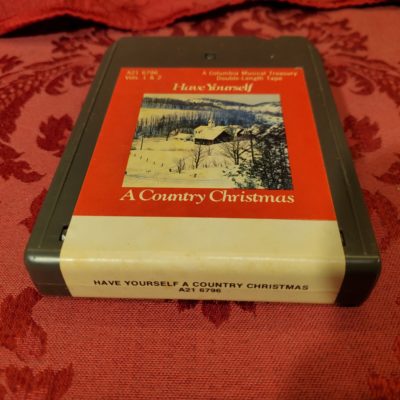 A21 6796
Vols. 1 & 2
A Columbia Musical Treasury
Double-Length Tape
Have Yourself
A Country Christmas
HAVE YOURSELF A COUNTRY CHRISTMAS
A21 6796